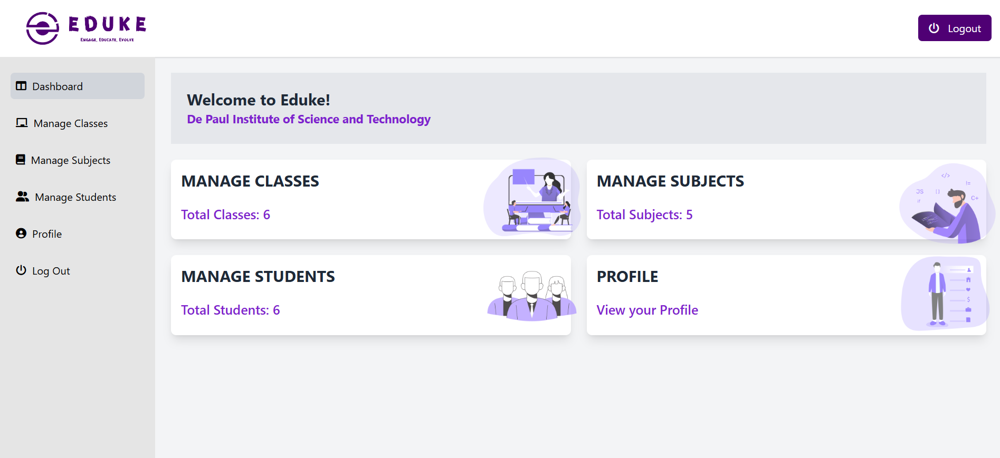 EDUKE
Engage, Educate, Evolve
Logout
Dashboard
Manage Classes
Manage Subjects
Manage Students
Profile
Log Out
Welcome to Eduke!
De Paul Institute of Science and Technology
MANAGE CLASSES
Total Classes: 6
MANAGE SUBJECTS
Total Subjects: 5
</>
!=
JS
[]
C+
if
MANAGE STUDENTS
Total Students: 6
PROFILE
View your Profile
$